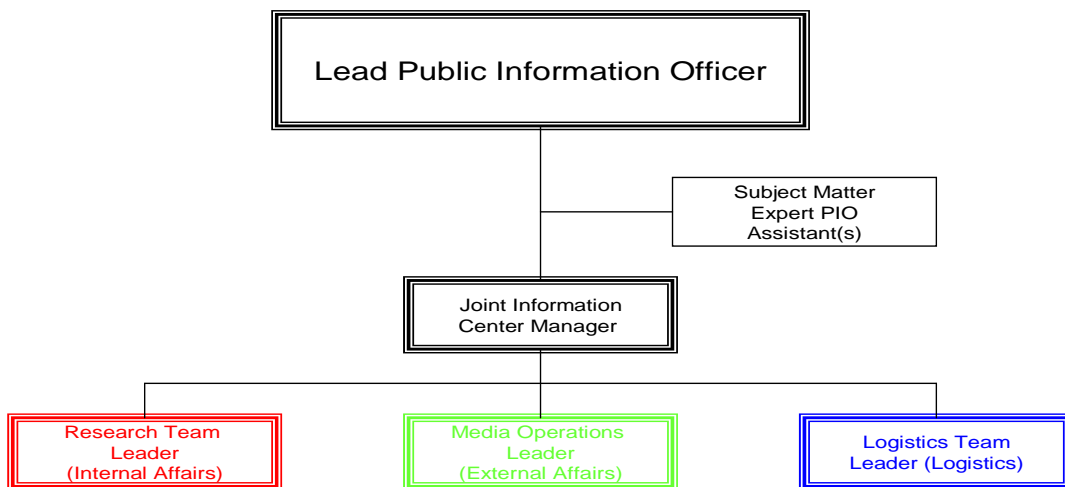 Lead Public Information Officer
Subject Matter
Expert PIO
Assistant(s)
Joint Information
Center Manager
Research Team
Leader
(Internal Affairs)
Media Operations
Leader
(External Affairs)
Logistics Team
Leader (Logistics)